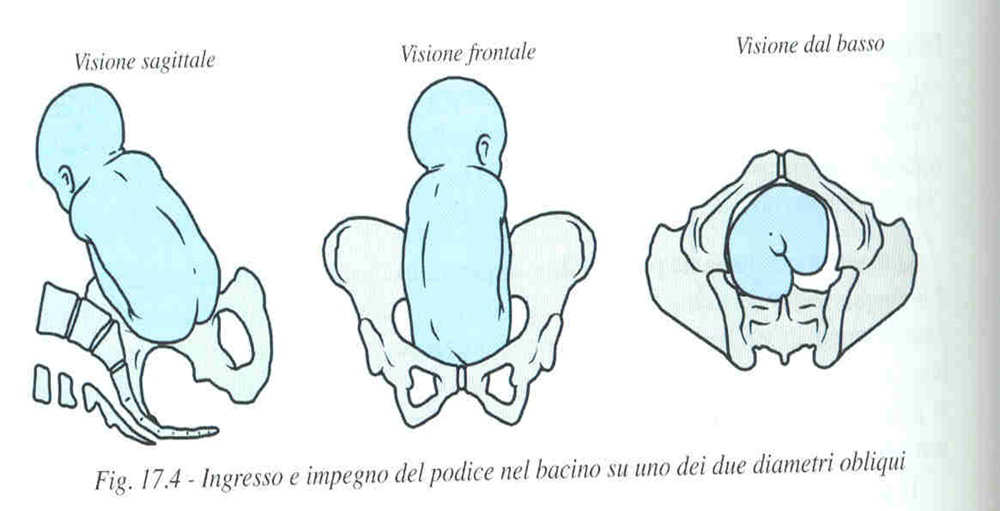 Visione sagittale
Visione frontale
Visione dal basso
Fig. 17.4 - Ingresso e impegno del podice nel bacino su uno dei due diametri obliqui